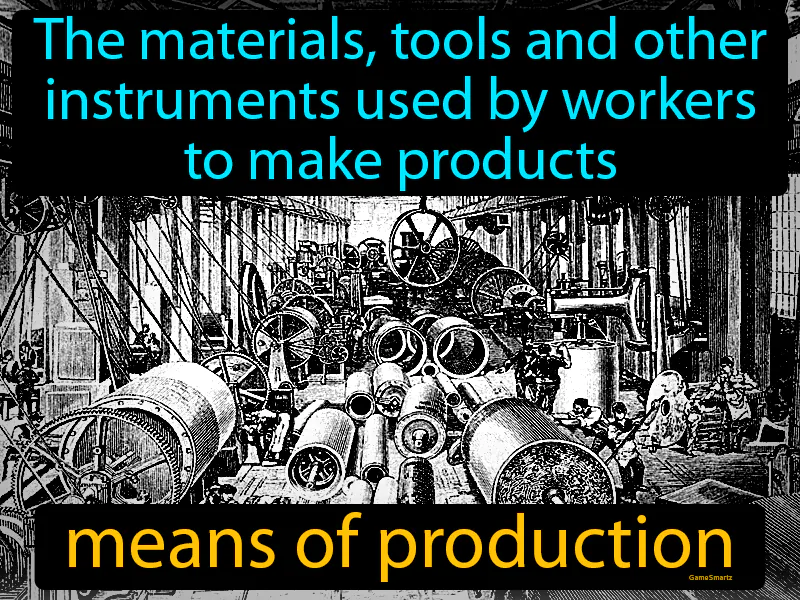 The materials, tools and other
instruments used by workers
to make products
means of production
GameSmartz